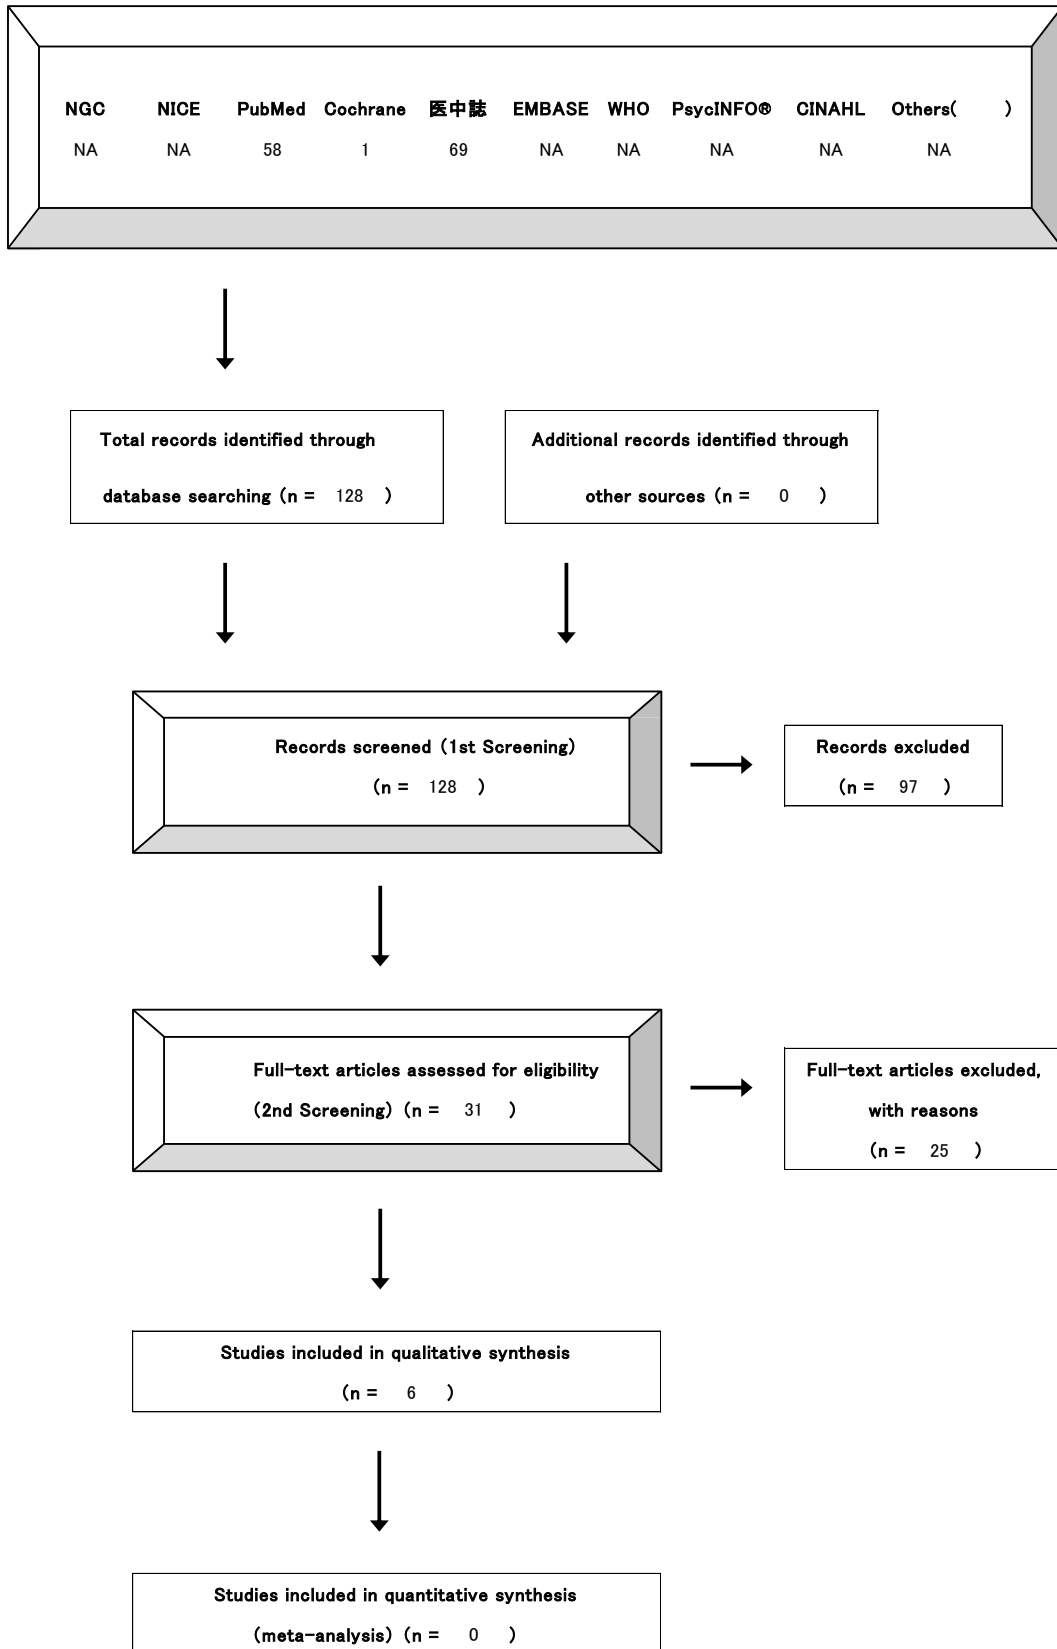 NGC NICE PubMed Cochrane 医中誌 EMBASE WHO PsycINFO® CINAHL Others( )
NA NA 58 1 69 NA NA NA NA NA
Total records identified through
database searching (n = 128 )
Additional records identified through
other sources (n = 0 )
Records screened (1st Screening)
(n = 128 )
Records excluded
(n = 97 )
Full-text articles assessed for eligibility
(2nd Screening) (n = 31 )
Full-text articles excluded,
with reasons
(n = 25 )
Studies included in qualitative synthesis
(n = 6 )
Studies included in quantitative synthesis
(meta-analysis) (n = 0 )